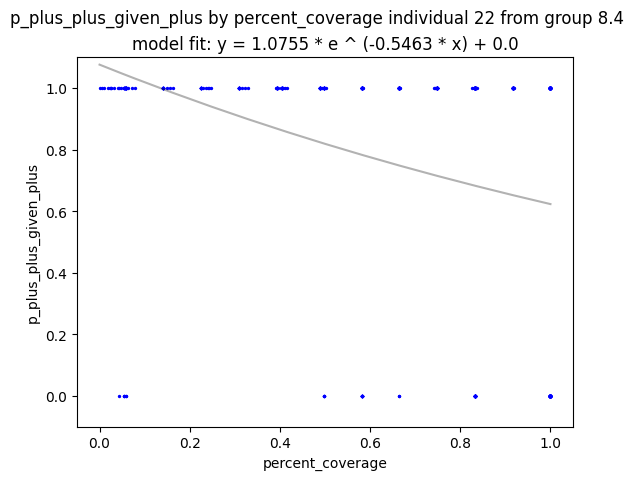 p_plus_plus_given_plus by percent_coverage individual 22 from group 8.4
model fit: y = 1.0755 * e ^ (-0.5463 * x) + 0.0
1.0
0.8
0.6
0.4
0.2
0.0
p_plus_plus_given_plus
0.0 0.2 0.4 0.6 0.8 1.0
percent_coverage